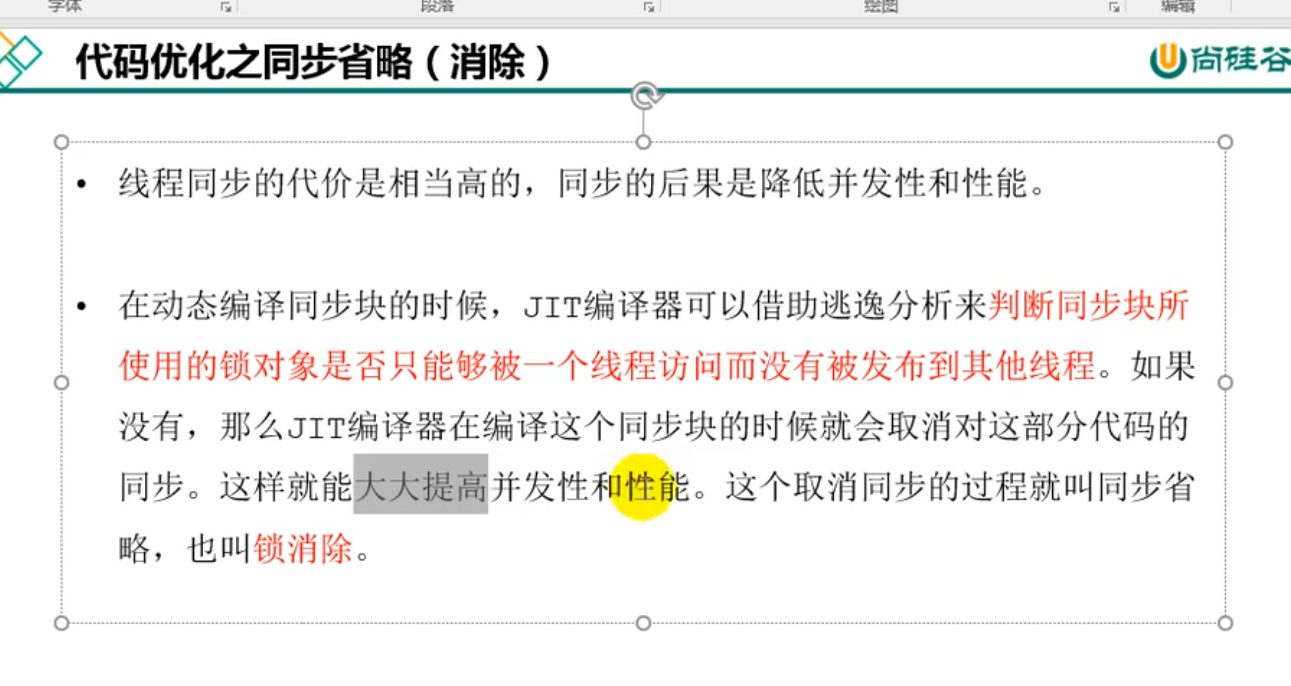 字体 段落 绘图 编辑
代码优化之同步省略（消除）
尚硅谷
• 线程同步的代价是相当高的，同步的后果是降低并发性和性能。
• 在动态编译同步块的时候，JIT编译器可以借助逃逸分析来判断同步块所
使用的锁对象是否只能够被一个线程访问而没有被发布到其他线程。如果
没有，那么JIT编译器在编译这个同步块的时候就会取消对这部分代码的
同步。这样就能大大提高并发性和性能。这个取消同步的过程就叫同步省
略，也叫锁消除。